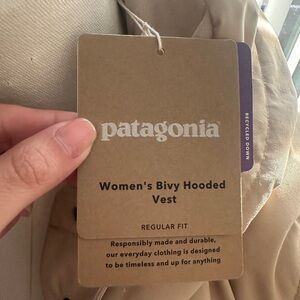 patagonia
RECYCLED DOWN
Women's Bivy Hooded
Vest
REGULAR FIT
Responsibly made and durable,
our everyday clothing is designed
to be timeless and up for anything